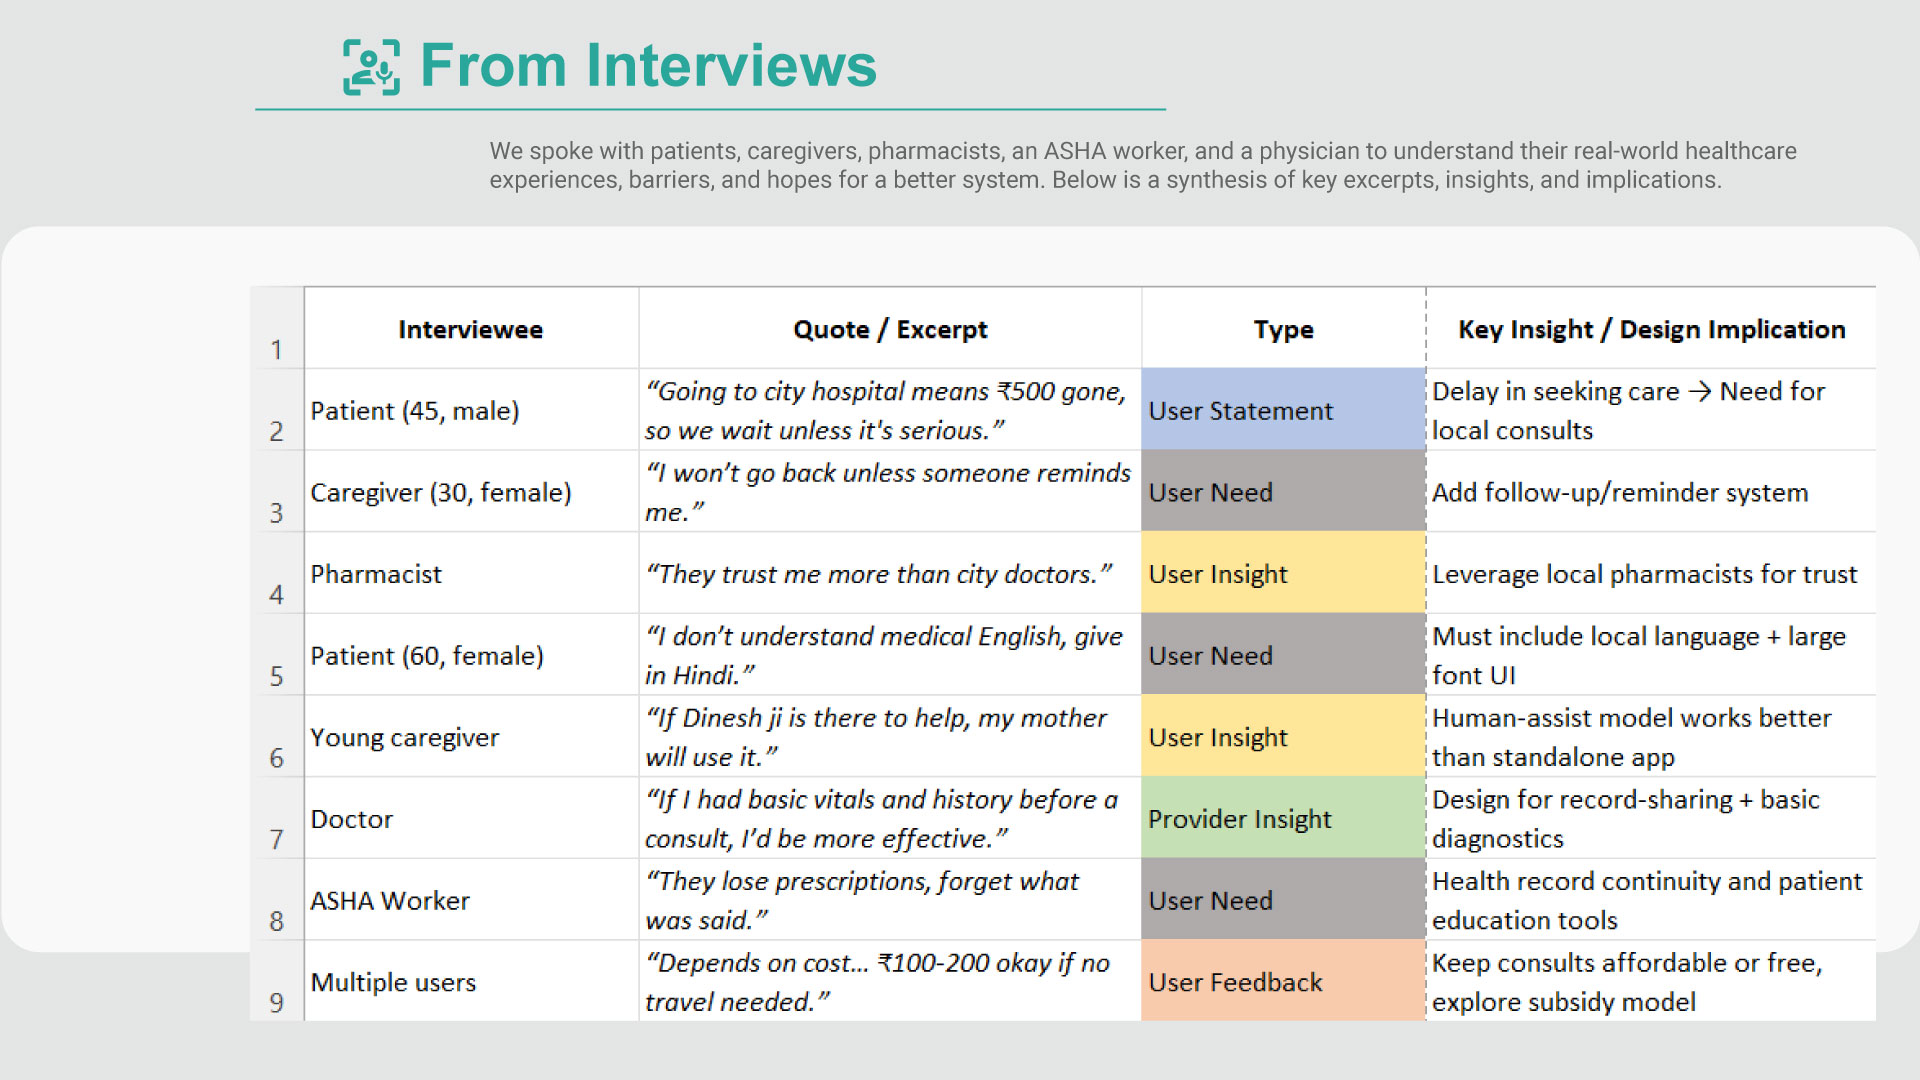 From Interviews
We spoke with patients, caregivers, pharmacists, an ASHA worker, and a physician to understand their real-world healthcare
experiences, barriers, and hopes for a better system. Below is a synthesis of key excerpts, insights, and implications.
1 Interviewee Quote / Excerpt Type Key Insight / Design Implication
2 Patient (45, male) “Going to city hospital means ₹500 gone, User Statement Delay in seeking care → Need for
so we wait unless it's serious.” local consults
3 Caregiver (30, female) “I won’t go back unless someone reminds User Need Add follow-up/reminder system
me.”
4 Pharmacist “They trust me more than city doctors.” User Insight Leverage local pharmacists for trust
5 Patient (60, female) “I don’t understand medical English, give User Need Must include local language + large
in Hindi.” font UI
6 Young caregiver “If Dinesh ji is there to help, my mother User Insight Human-assist model works better
will use it.” than standalone app
7 Doctor “If I had basic vitals and history before a Provider Insight Design for record-sharing + basic
consult, I’d be more effective.” diagnostics
8 ASHA Worker “They lose prescriptions, forget what User Need Health record continuity and patient
was said.” education tools
9 Multiple users “Depends on cost... ₹100-200 okay if no User Feedback Keep consults affordable or free,
travel needed.” explore subsidy model